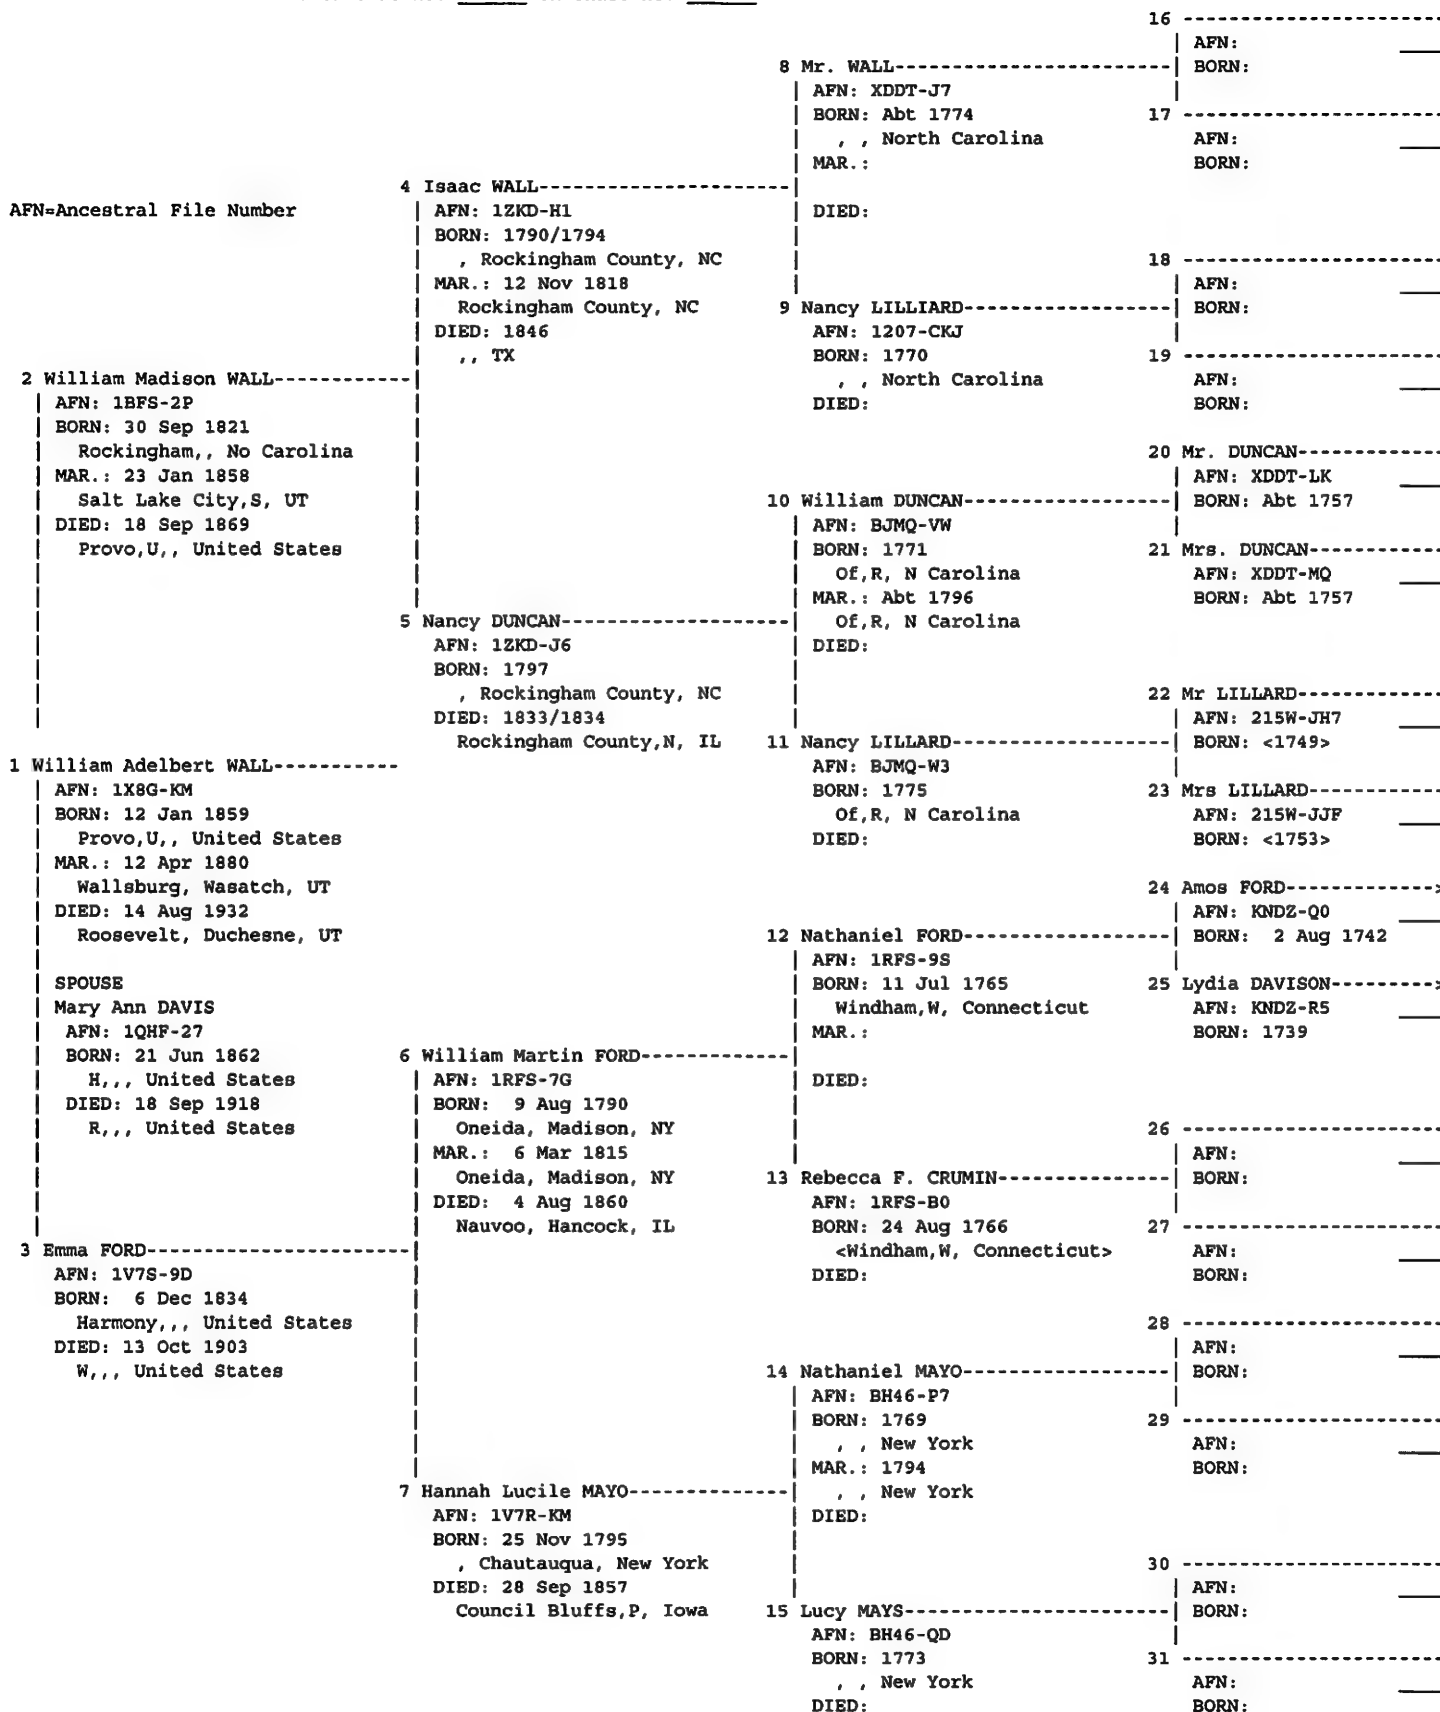 AFN=Ancestral File Number
1 William Adelbert WALL-----------
AFN: 1X8G-KM
BORN: 12 Jan 1859
Provo,U,, United States
MAR.: 12 Apr 1880
Wallsburg, Wasatch, UT
DIED: 14 Aug 1932
Roosevelt, Duchesne, UT
SPOUSE
Mary Ann DAVIS
AFN: 1QHF-27
BORN: 21 Jun 1862
H,,, United States
DIED: 18 Sep 1918
R,,, United States
2 William Madison WALL------------
AFN: 1BFS-2P
BORN: 30 Sep 1821
Rockingham,, No Carolina
MAR.: 23 Jan 1858
Salt Lake City,S, UT
DIED: 18 Sep 1869
Provo,U,, United States
3 Emma FORD-----------------------
AFN: 1V7S-9D
BORN: 6 Dec 1834
Harmony,,, United States
DIED: 13 Oct 1903
W,,, United States
4 Isaac WALL----------------------
AFN: 1ZKD-H1
BORN: 1790/1794
, Rockingham County, NC
MAR.: 12 Nov 1818
Rockingham County, NC
DIED: 1846
,, TX
5 Nancy DUNCAN--------------------
AFN: 1ZKD-J6
BORN: 1797
, Rockingham County, NC
DIED: 1833/1834
Rockingham County,N, IL
6 William Martin FORD-------------
AFN: 1RFS-7G
BORN: 9 Aug 1790
Oneida, Madison, NY
MAR.: 6 Mar 1815
Oneida, Madison, NY
DIED: 4 Aug 1860
Nauvoo, Hancock, IL
7 Hannah Lucile MAYO--------------
AFN: 1V7R-KM
BORN: 25 Nov 1795
, Chautauqua, New York
DIED: 28 Sep 1857
Council Bluffs,P, Iowa
8 Mr. WALL------------------------
AFN: XDDT-J7
BORN: Abt 1774
, , North Carolina
MAR.:
DIED:
9 Nancy LILLIARD------------------
AFN: 1207-CKJ
BORN: 1770
, , North Carolina
DIED:
10 William DUNCAN------------------
AFN: BJMQ-VW
BORN: 1771
Of,R, N Carolina
MAR.: Abt 1796
Of,R, N Carolina
DIED:
11 Nancy LILLARD-------------------
AFN: BJMQ-W3
BORN: 1775
Of,R, N Carolina
DIED:
12 Nathaniel FORD------------------
AFN: 1RFS-9S
BORN: 11 Jul 1765
Windham,W, Connecticut
MAR.:
DIED:
13 Rebecca F. CRUMIN---------------
AFN: 1RFS-B0
BORN: 24 Aug 1766
<Windham,W, Connecticut>
DIED:
14 Nathaniel MAYO------------------
AFN: BH46-P7
BORN: 1769
, , New York
MAR.: 1794
, , New York
DIED:
15 Lucy MAYS-----------------------
AFN: BH46-QD
BORN: 1773
, , New York
DIED:
16 ----------------------
AFN:
BORN:
17 ----------------------
AFN:
BORN:
18 ----------------------
AFN:
BORN:
19 ----------------------
AFN:
BORN:
20 Mr. DUNCAN------------
AFN: XDDT-LK
BORN: Abt 1757
21 Mrs. DUNCAN-----------
AFN: XDDT-MQ
BORN: Abt 1757
22 Mr LILLARD------------
AFN: 215W-JH7
BORN: <1749>
23 Mrs LILLARD-----------
AFN: 215W-JJF
BORN: <1753>
24 Amos FORD------------->
AFN: KNDZ-Q0
BORN: 2 Aug 1742
25 Lydia DAVISON--------->
AFN: KNDZ-R5
BORN: 1739
26 ----------------------
AFN:
BORN:
27 ----------------------
AFN:
BORN:
28 ----------------------
AFN:
BORN:
29 ----------------------
AFN:
BORN:
30 ----------------------
AFN:
BORN:
31 ----------------------
AFN:
BORN: